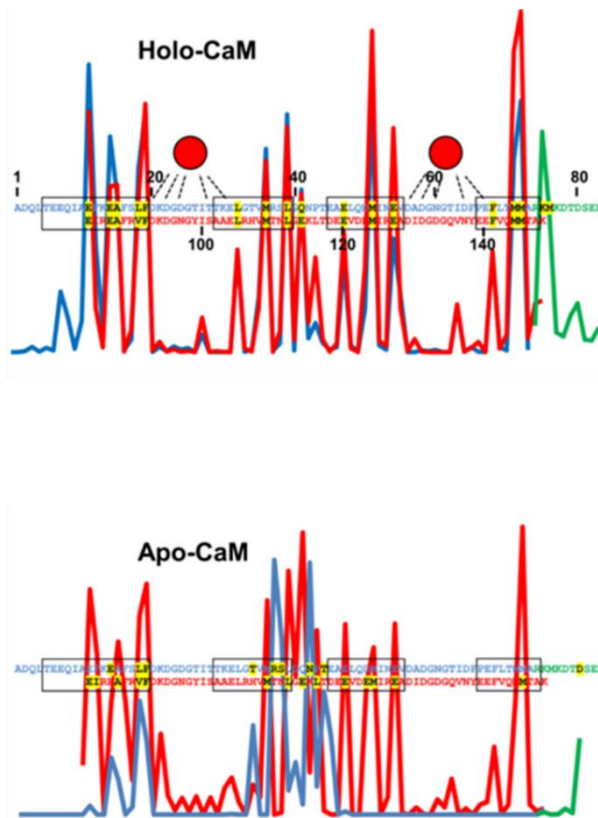 Holo-CaM
1 20 40 60 80
ADQLTEEQIAEFKEAFSLFDKDGDGTITTKELGTVMRSLGQNPTEAELQDMINEVDADGNGTIDFPEFLTMMARKMKDTDSE
EIREAFRVFDKDGNGYISAAELRHVMTNLGEKLTDEEVDEMIREADIDGDGQVNYEEFVQMMTAK
100 120 140
Apo-CaM
ADQLTEEQIAEFKEAFSLFDKDGDGTITTKELGTVMRSLGQNPTEAELQDMINEVDADGNGTIDFPEFLTMMARKMKDTDSE
EIREAFRVFDKDGNGYISAAELRHVMTNLGEKLTDEEVDEMIREADIDGDGQVNYEEFVQMMTAK